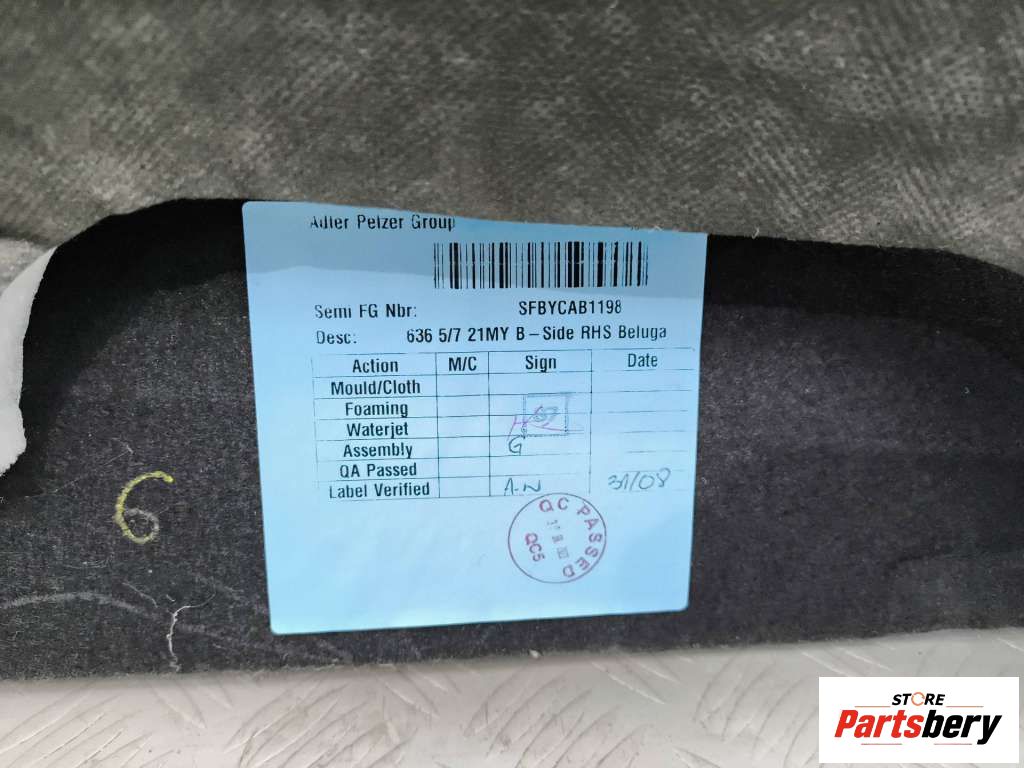 Adler Pelzer Group
Semi FG Nbr: SFBYCAB1198
Desc: 636 5/7 21MY B-Side RHS Beluga
Action M/C Sign Date
Mould/Cloth
Foaming
Waterjet
Assembly G
QA Passed
Label Verified A-N 31/08
QC PASSED
QC5
6
STORE
Partsbery